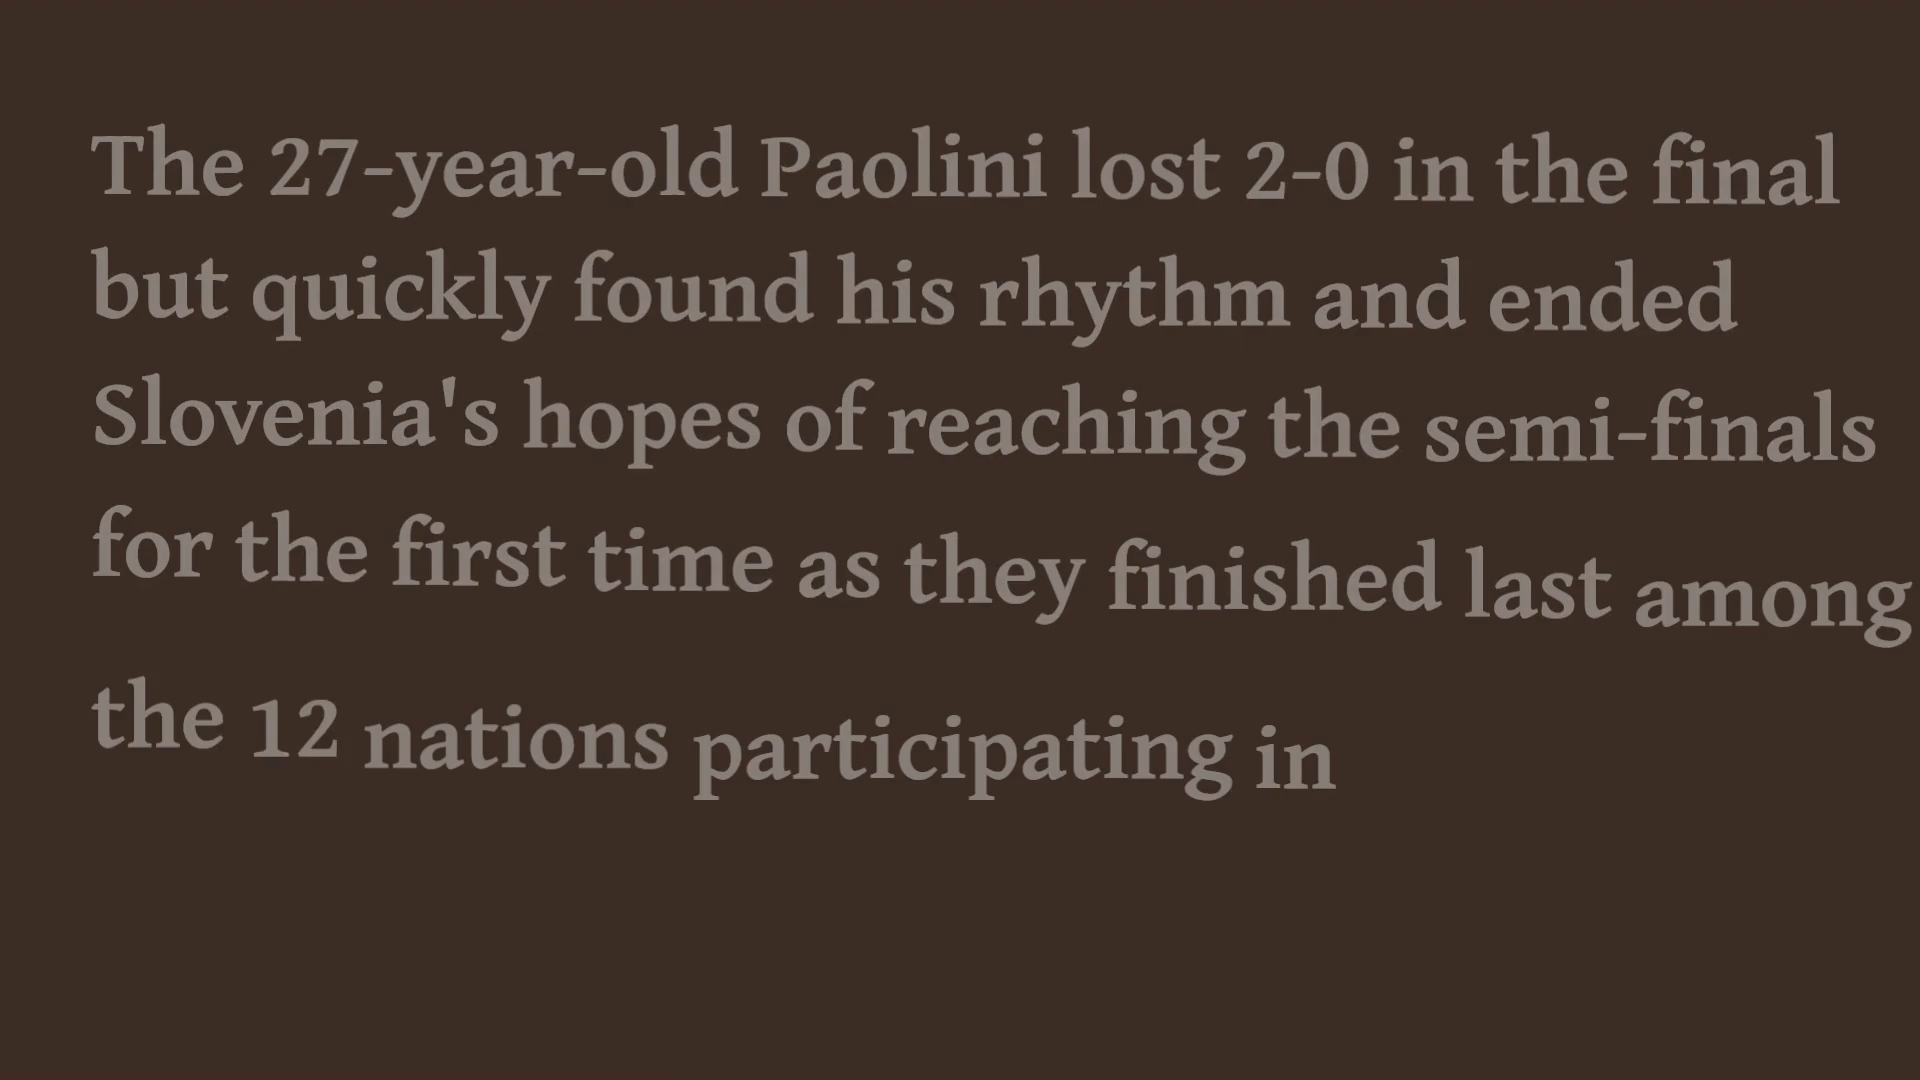 The 27-year-old Paolini lost 2-0 in the final
but quickly found his rhythm and ended
Slovenia's hopes of reaching the semi-finals
for the first time as they finished last among
the 12 nations participating in